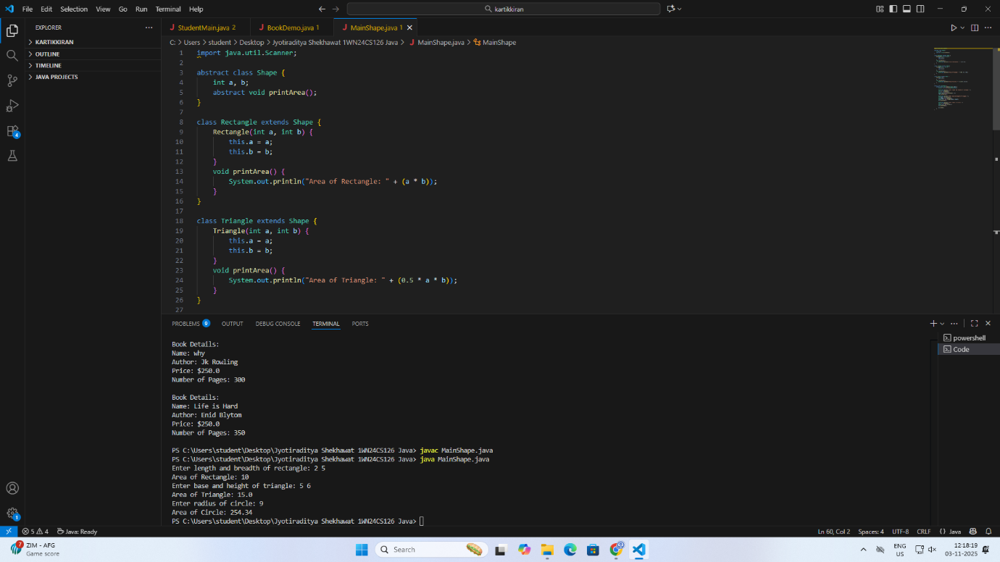 File Edit Selection View Go Run Terminal Help
kartikkiran
EXPLORER
KARTIKKIRAN
OUTLINE
TIMELINE
JAVA PROJECTS
4
1
J StudentMain.java 2
J BookDemo.java 1
J MainShape.java 1
C: > Users > student > Desktop > Jyotiraditya Shekhawat 1WN24CS126 Java > J MainShape.java > MainShape
1 import java.util.Scanner;
2
3 abstract class Shape {
4 int a, b;
5 abstract void printArea();
6 }
7
8 class Rectangle extends Shape {
9 Rectangle(int a, int b) {
10 this.a = a;
11 this.b = b;
12 }
13 void printArea() {
14 System.out.println("Area of Rectangle: " + (a * b));
15 }
16 }
17
18 class Triangle extends Shape {
19 Triangle(int a, int b) {
20 this.a = a;
21 this.b = b;
22 }
23 void printArea() {
24 System.out.println("Area of Triangle: " + (0.5 * a * b));
25 }
26 }
27
PROBLEMS 9 OUTPUT DEBUG CONSOLE TERMINAL PORTS
powershell
Code
Book Details:
Name: why
Author: Jk Rowling
Price: $250.0
Number of Pages: 300
Book Details:
Name: Life is Hard
Author: Enid Blytom
Price: $250.0
Number of Pages: 350
PS C:\Users\student\Desktop\Jyotiraditya Shekhawat 1WN24CS126 Java> javac MainShape.java
PS C:\Users\student\Desktop\Jyotiraditya Shekhawat 1WN24CS126 Java> java MainShape.java
Enter length and breadth of rectangle: 2 5
Area of Rectangle: 10
Enter base and height of triangle: 5 6
Area of Triangle: 15.0
Enter radius of circle: 9
Area of Circle: 254.34
PS C:\Users\student\Desktop\Jyotiraditya Shekhawat 1WN24CS126 Java>
5 4 Java: Ready
Ln 60, Col 2 Spaces: 4 UTF-8 CRLF {} Java
7
ZIM - AFG
Game score
Search
ENG
US
12:18:19
03-11-2025